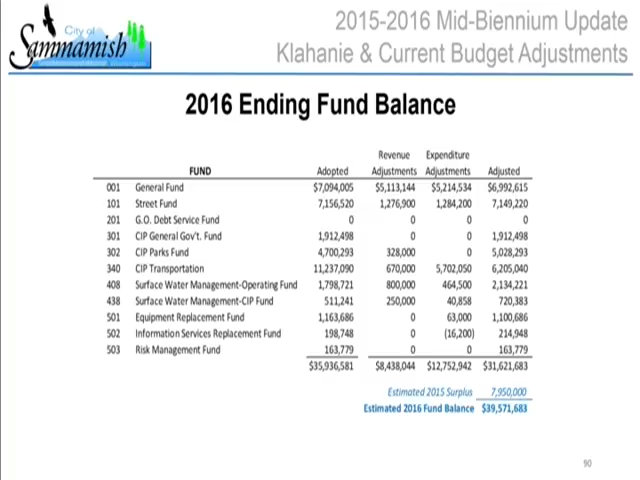 City of
Sammamish
2015-2016 Mid-Biennium Update
Klahanie & Current Budget Adjustments
2016 Ending Fund Balance
Revenue Expenditure
FUND Adopted Adjustments Adjustments Adjusted
001 General Fund $7,094,005 $5,113,144 $5,214,534 $6,992,615
101 Street Fund 7,156,520 1,276,900 1,284,200 7,149,220
201 G.O. Debt Service Fund 0 0 0 0
301 CIP General Gov't. Fund 1,912,498 0 0 1,912,498
302 CIP Parks Fund 4,700,293 328,000 0 5,028,293
340 CIP Transportation 11,237,090 670,000 5,702,050 6,205,040
408 Surface Water Management-Operating Fund 1,798,721 800,000 464,500 2,134,221
438 Surface Water Management-CIP Fund 511,241 250,000 40,858 720,383
501 Equipment Replacement Fund 1,163,686 0 63,000 1,100,686
502 Information Services Replacement Fund 198,748 0 (16,200) 214,948
503 Risk Management Fund 163,779 0 0 163,779
$35,936,581 $8,438,044 $12,752,942 $31,621,683
Estimated 2015 Surplus 7,950,000
Estimated 2016 Fund Balance $39,571,683
90